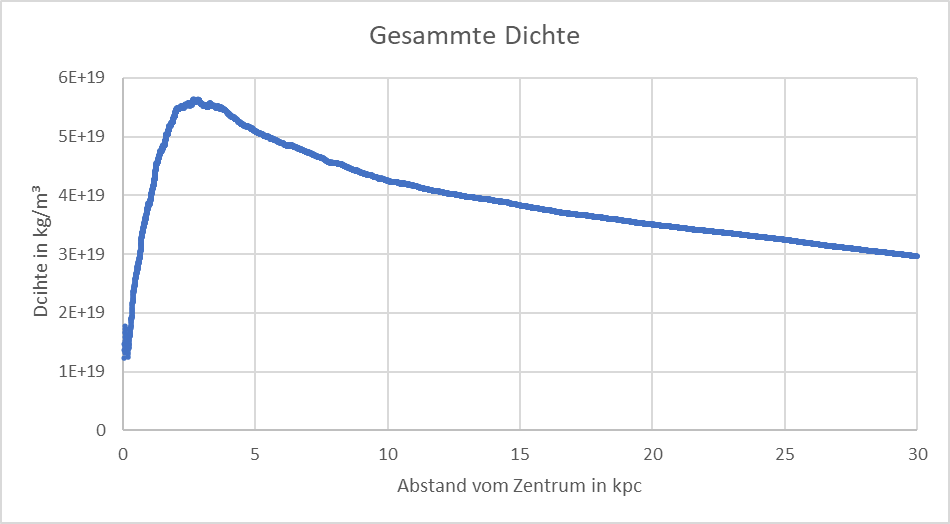 Gesammte Dichte
6E+19
5E+19
4E+19
3E+19
2E+19
1E+19
0
Dcihte in kg/m³
0 5 10 15 20 25 30
Abstand vom Zentrum in kpc